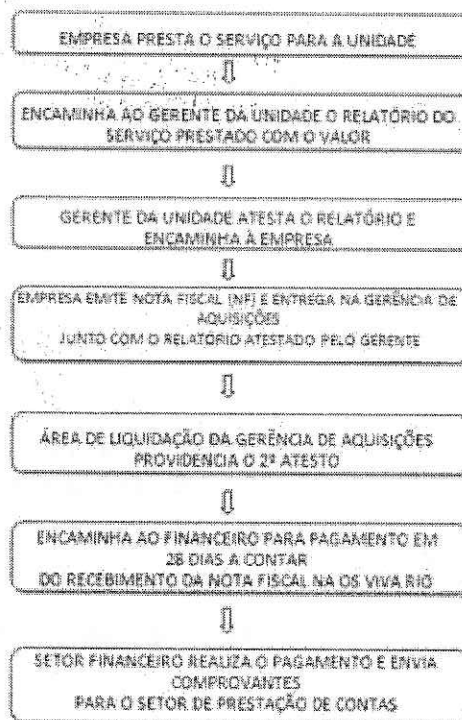 EMPRESA PRESTA O SERVIÇO PARA A UNIDADE
ENCAMINHA AO GERENTE DA UNIDADE O RELATÓRIO DO
SERVIÇO PRESTADO COM O VALOR
GERENTE DA UNIDADE ATESTA O RELATÓRIO E
ENCAMINHA À EMPRESA
EMPRESA EMITE NOTA FISCAL (NF) E ENTREGA NA GERÊNCIA DE
AQUISIÇÕES
JUNTO COM O RELATÓRIO ATESTADO PELO GERENTE
ÁREA DE LIQUIDAÇÃO DA GERÊNCIA DE AQUISIÇÕES
PROVIDENCIA O 2º ATESTO
ENCAMINHA AO FINANCEIRO PARA PAGAMENTO EM
28 DIAS A CONTAR
DO RECEBIMENTO DA NOTA FISCAL NA OS VIVA RIO
SETOR FINANCEIRO REALIZA O PAGAMENTO E ENVIA
COMPROVANTES
PARA O SETOR DE PRESTAÇÃO DE CONTAS